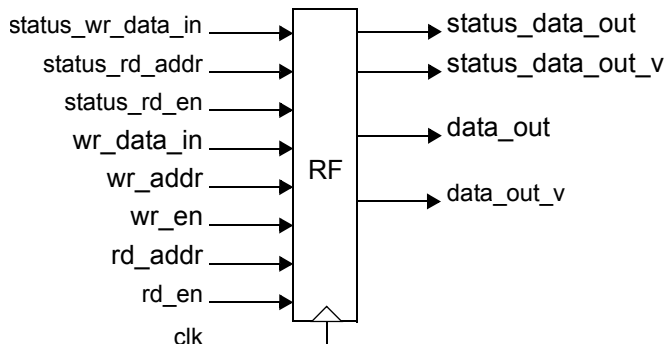 status_wr_data_in
status_rd_addr
status_rd_en
wr_data_in
wr_addr
wr_en
rd_addr
rd_en
clk
RF
status_data_out
status_data_out_v
data_out
data_out_v